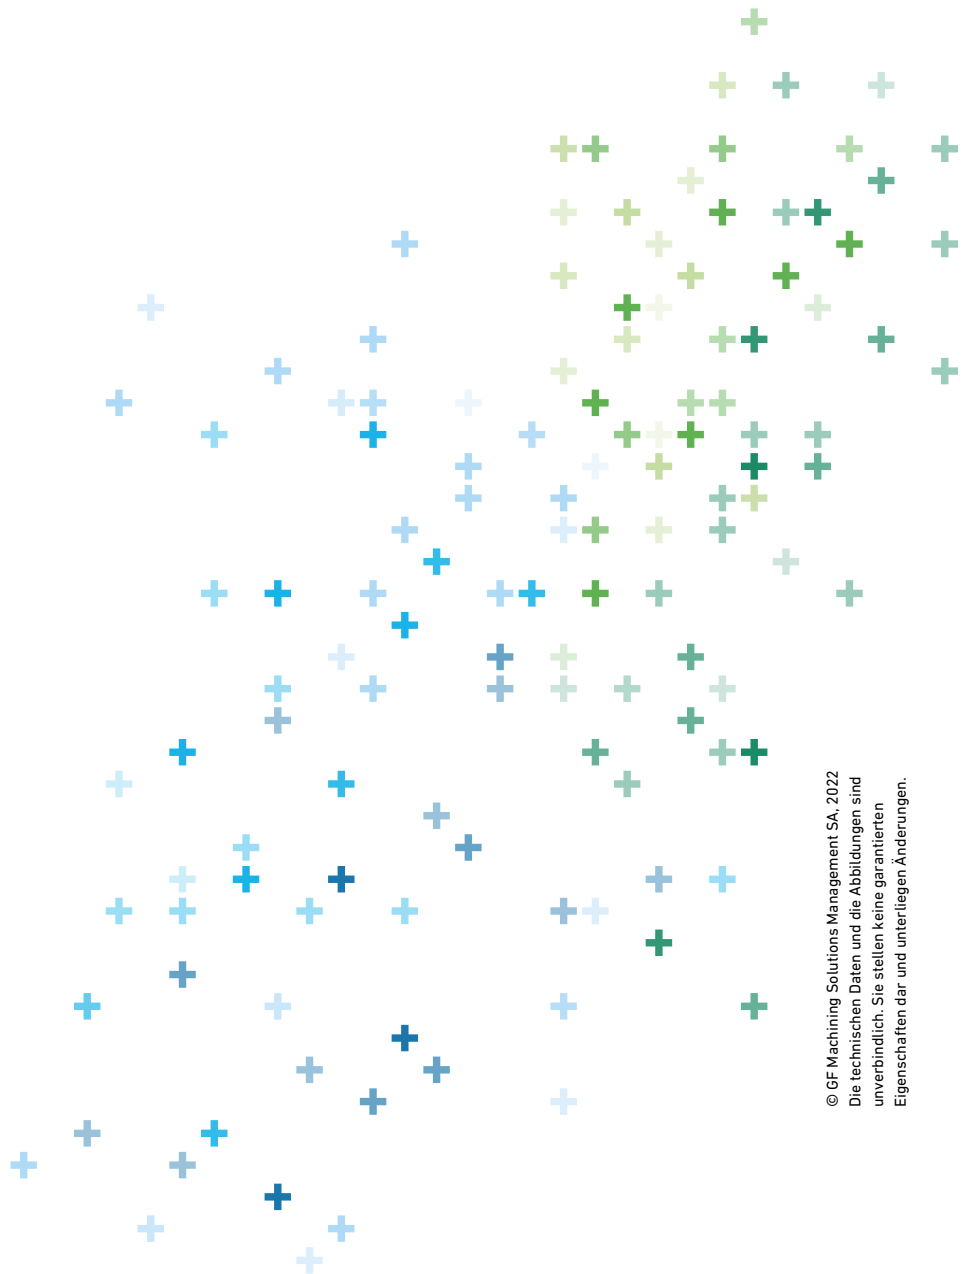 © GF Machining Solutions Management SA, 2022
Die technischen Daten und die Abbildungen sind
unverbindlich. Sie stellen keine garantierten
Eigenschaften dar und unterliegen Änderungen.